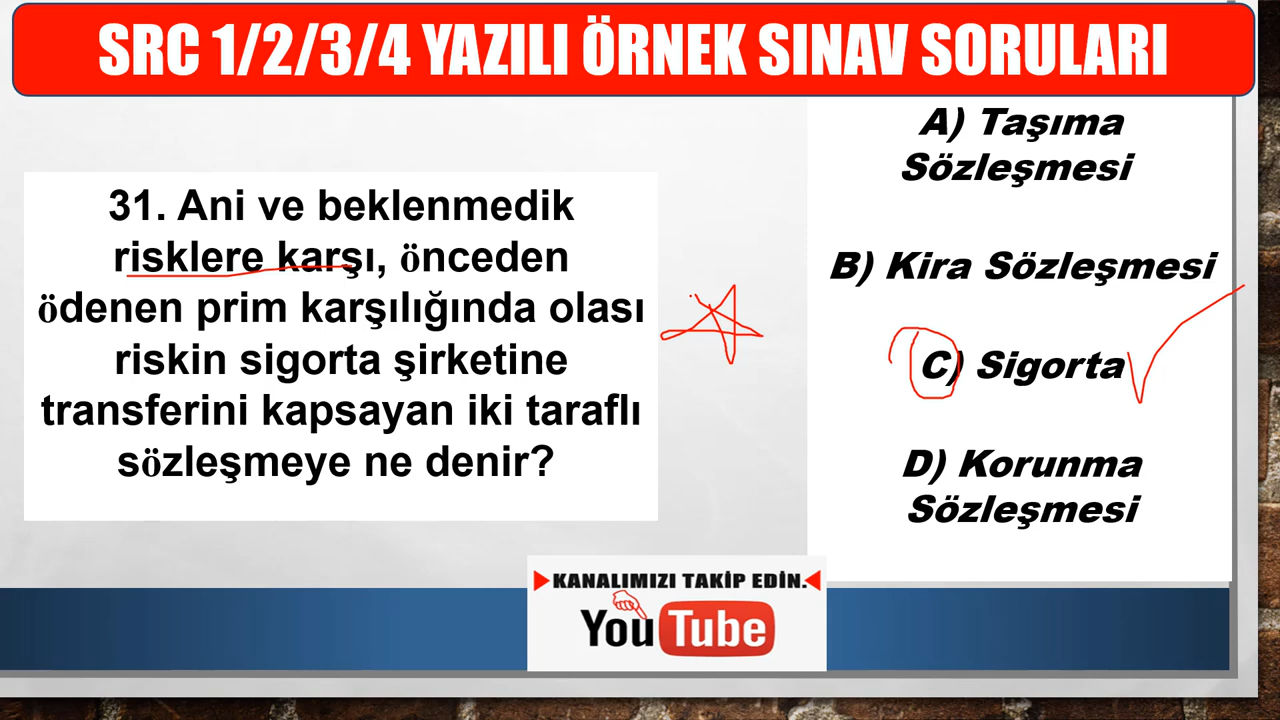 SRC 1/2/3/4 YAZILI ÖRNEK SINAV SORULARI
31. Ani ve beklenmedik
risklere karşı, önceden
ödenen prim karşılığında olası
riskin sigorta şirketine
transferini kapsayan iki taraflı
sözleşmeye ne denir?
A) Taşıma
Sözleşmesi
B) Kira Sözleşmesi
C) Sigorta
D) Korunma
Sözleşmesi
KANALIMIZI TAKİP EDİN.
YouTube